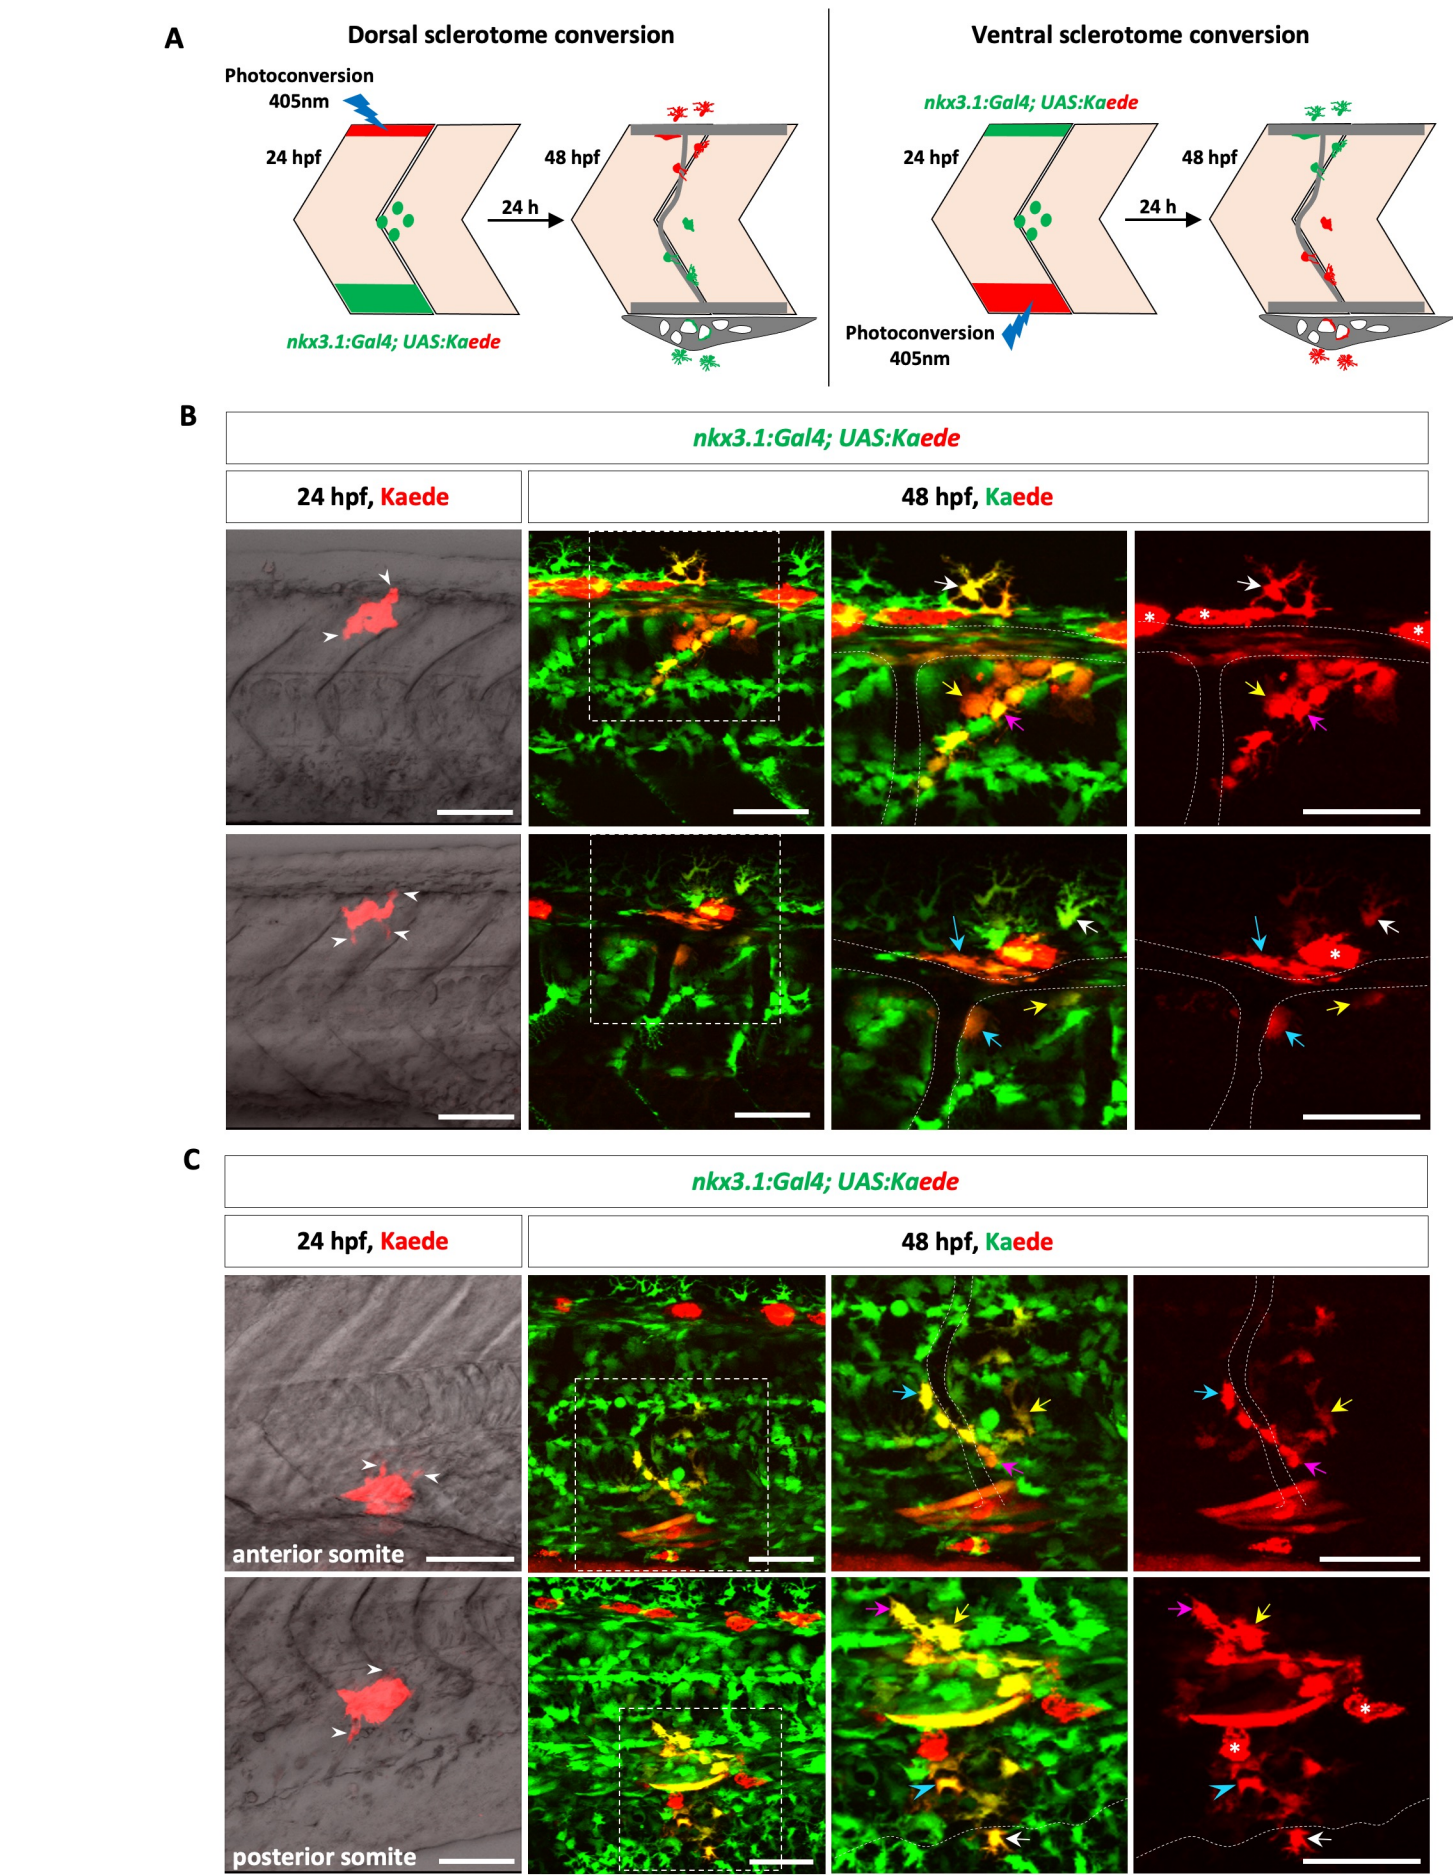 A
Dorsal sclerotome conversion
Ventral sclerotome conversion
Photoconversion
405nm
24 hpf
48 hpf
24 h
nkx3.1:Gal4; UAS:Kaede
nkx3.1:Gal4; UAS:Kaede
24 hpf
48 hpf
24 h
Photoconversion
405nm
B
nkx3.1:Gal4; UAS:Kaede
24 hpf, Kaede
48 hpf, Kaede
* * *
*
C
nkx3.1:Gal4; UAS:Kaede
24 hpf, Kaede
48 hpf, Kaede
anterior somite
*
*
posterior somite